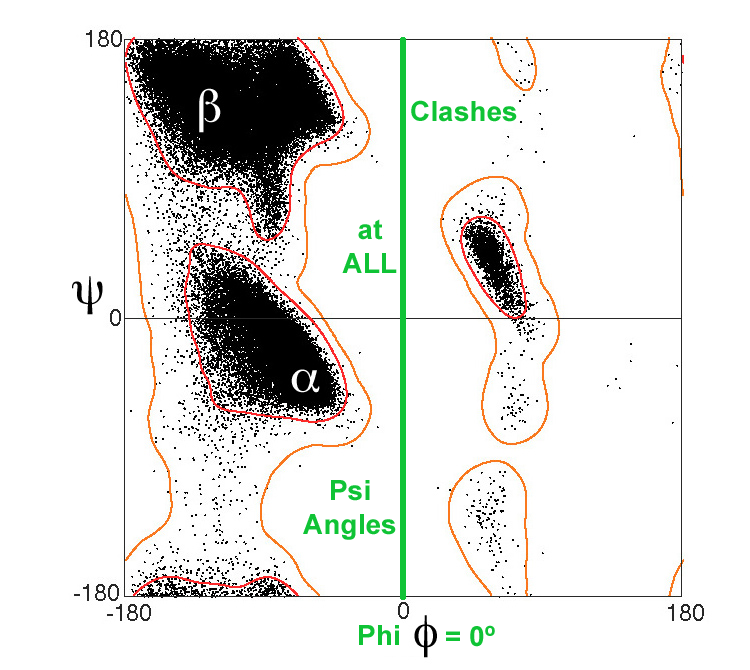 180
β
Clashes
at
ALL
ψ
0
α
Psi
Angles
-180
-180
0
180
Phi ϕ = 0º